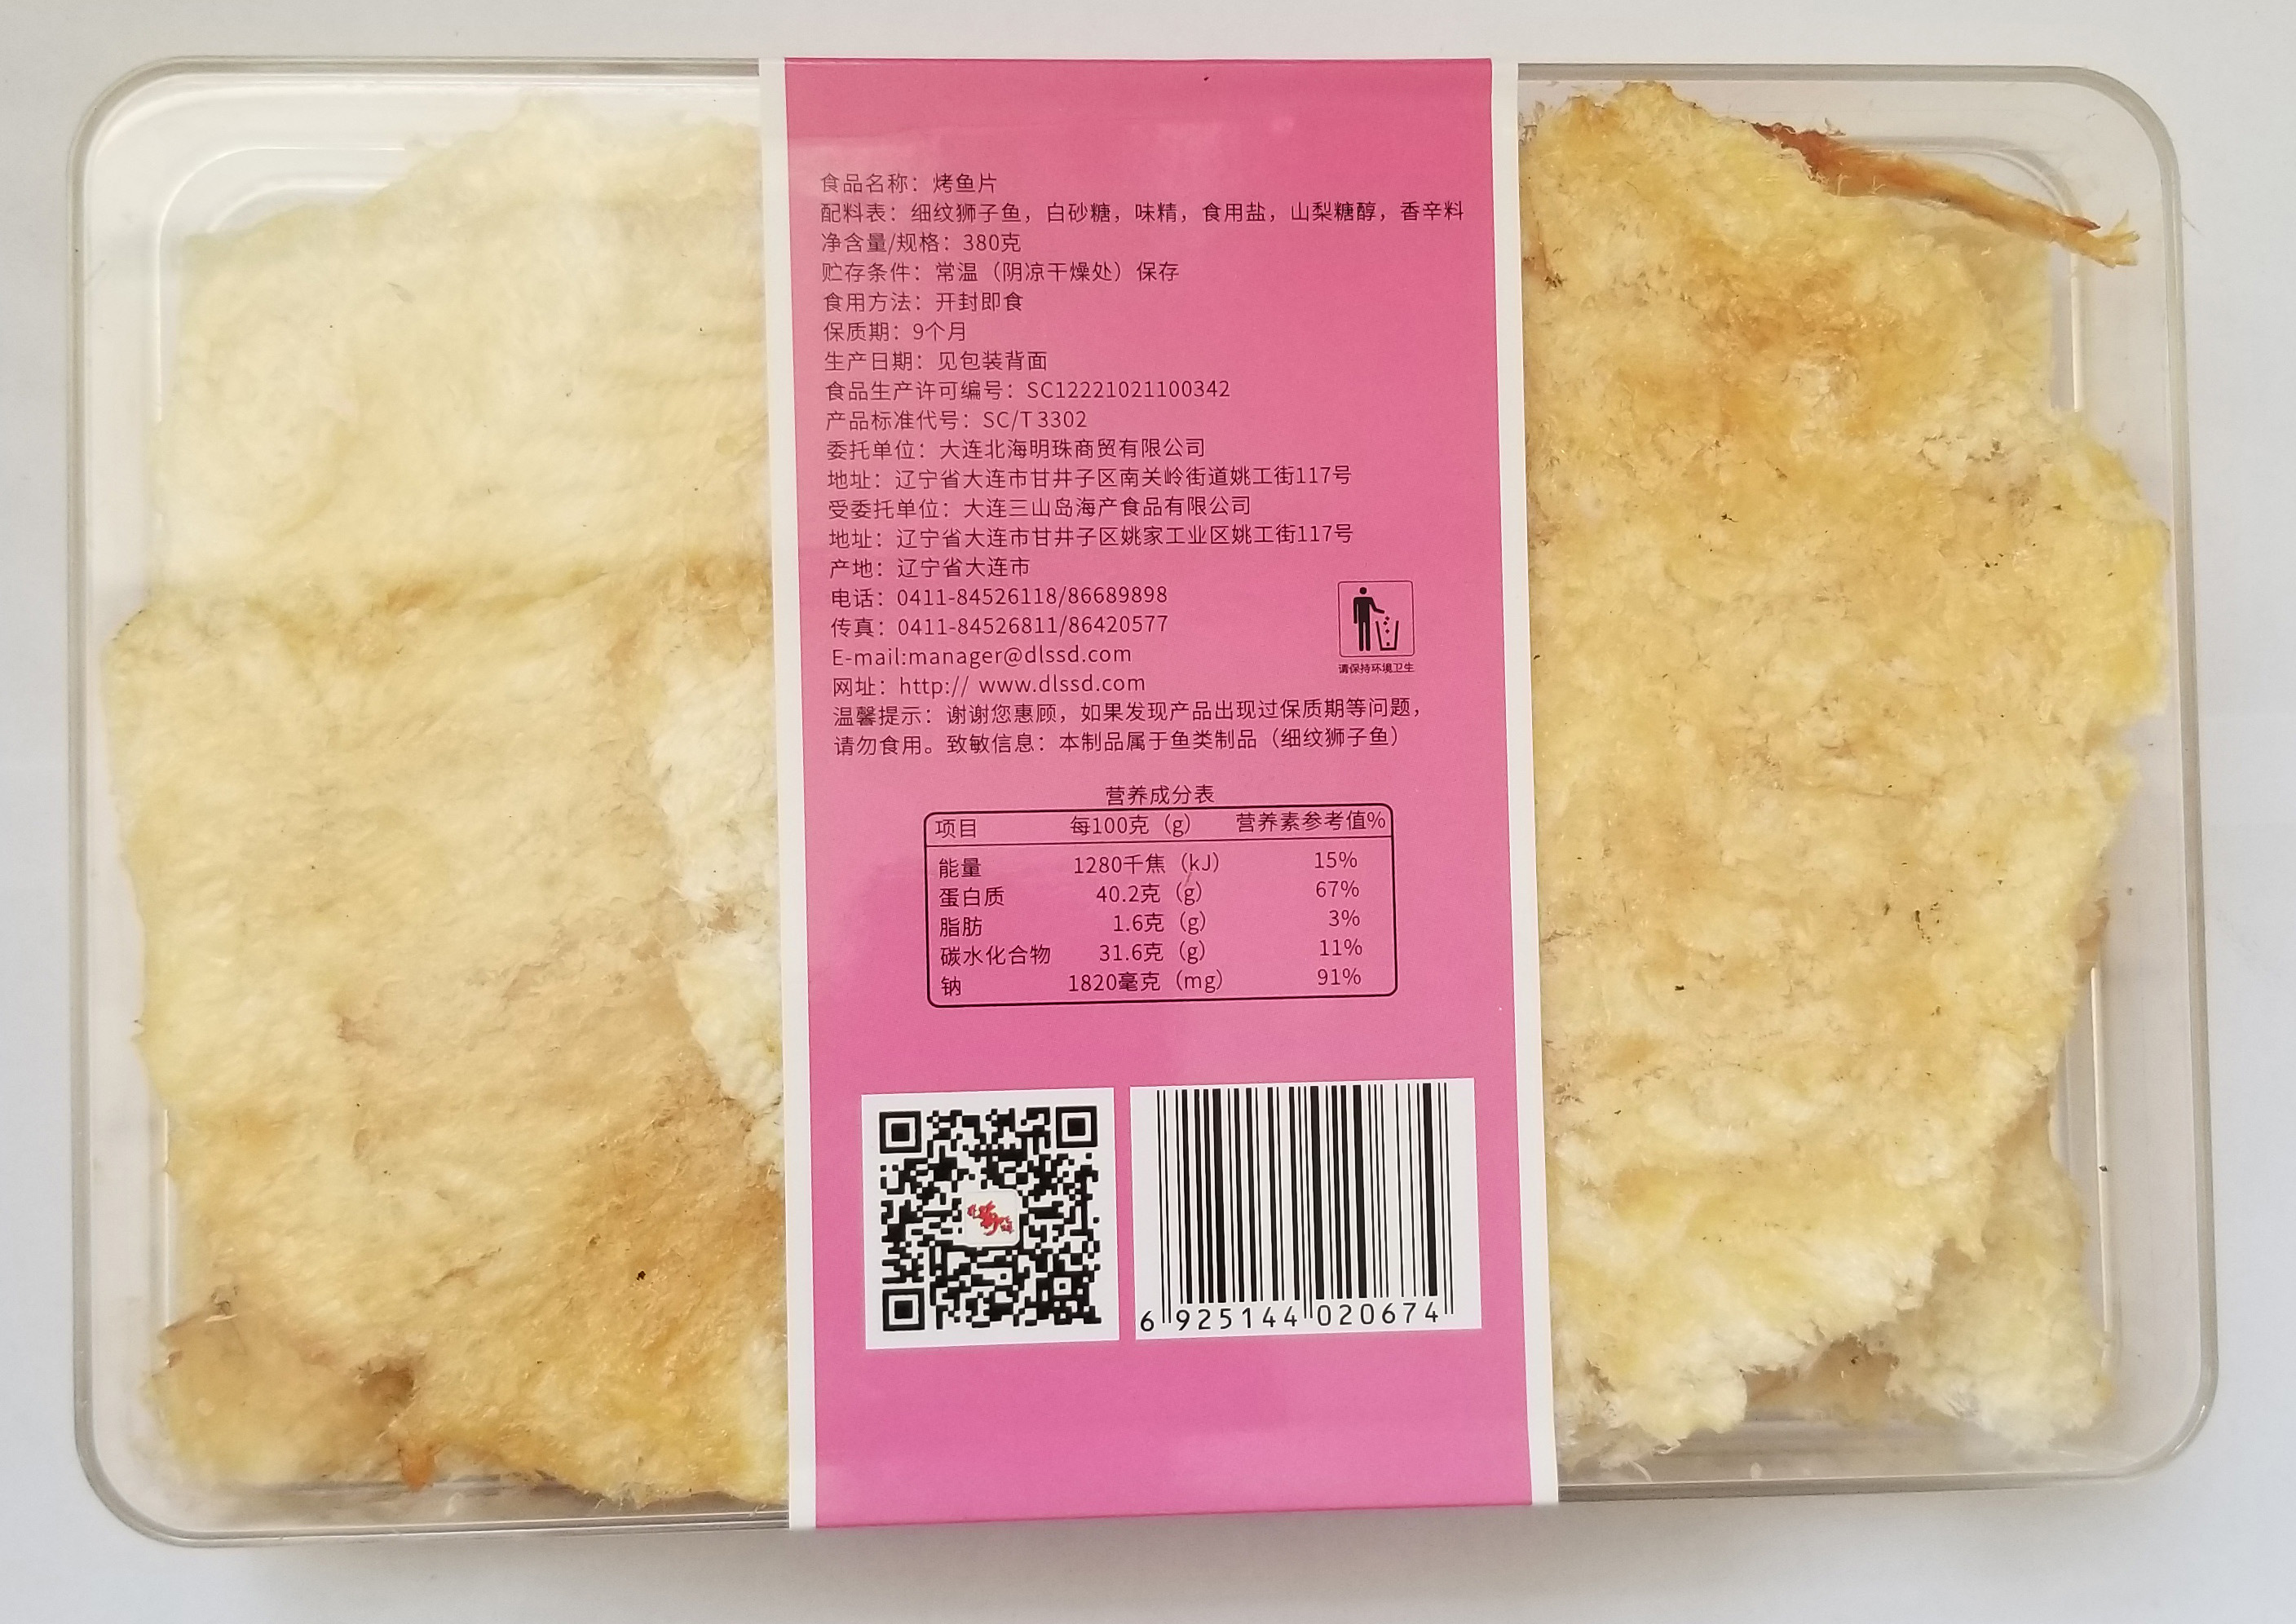 食品名称：烤鱼片
配料表：细纹狮子鱼，白砂糖，味精，食用盐，山梨糖醇，香辛料
净含量/规格：380克
贮存条件：常温（阴凉干燥处）保存
食用方法：开封即食
保质期：9个月
生产日期：见包装背面
食品生产许可编号：SC12221021100342
产品标准代号：SC/T 3302
委托单位：大连北海明珠商贸有限公司
地址：辽宁省大连市甘井子区南关岭街道姚工街117号
受委托单位：大连三山岛海产食品有限公司
地址：辽宁省大连市甘井子区姚家工业区姚工街117号
产地：辽宁省大连市
电话：0411-84526118/86689898
传真：0411-84526811/86420577
E-mail:manager@dlssd.com
网址：http:// www.dlssd.com
请保持环境卫生
温馨提示：谢谢您惠顾，如果发现产品出现过保质期等问题，
请勿食用。致敏信息：本制品属于鱼类制品（细纹狮子鱼）
营养成分表
项目 每100克（g） 营养素参考值%
能量 1280千焦（kJ） 15%
蛋白质 40.2克（g） 67%
脂肪 1.6克（g） 3%
碳水化合物 31.6克（g） 11%
钠 1820毫克（mg） 91%
6 925144 020674